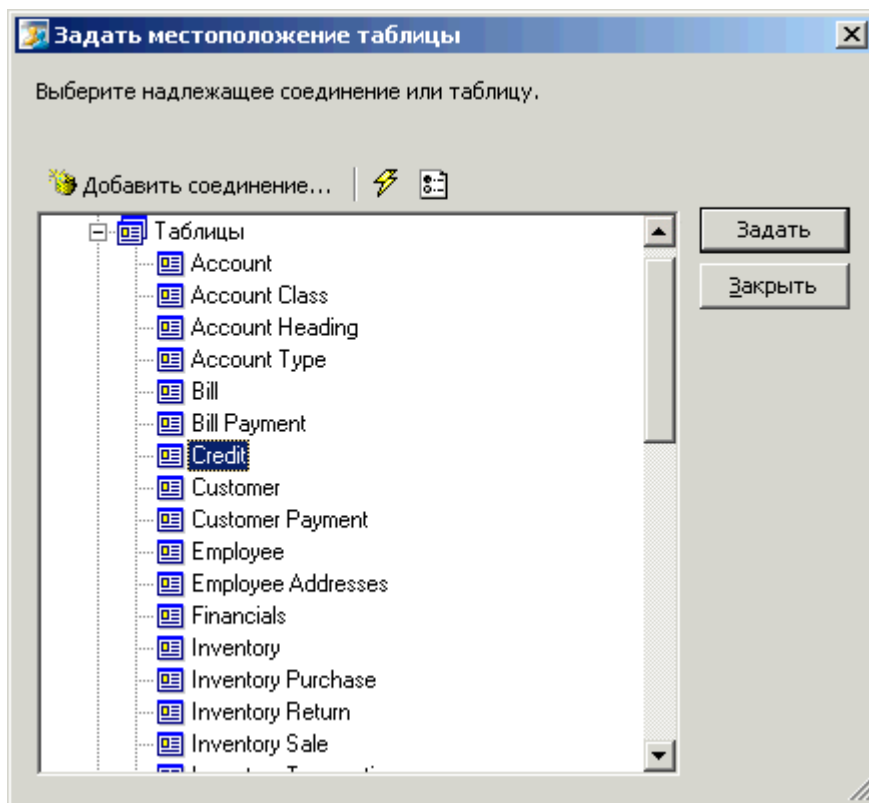 Задать местоположение таблицы
Выберите надлежащее соединение или таблицу.
Добавить соединение...
Таблицы
Account
Account Class
Account Heading
Account Type
Bill
Bill Payment
Credit
Customer
Customer Payment
Employee
Employee Addresses
Financials
Inventory
Inventory Purchase
Inventory Return
Inventory Sale
Задать
Закрыть